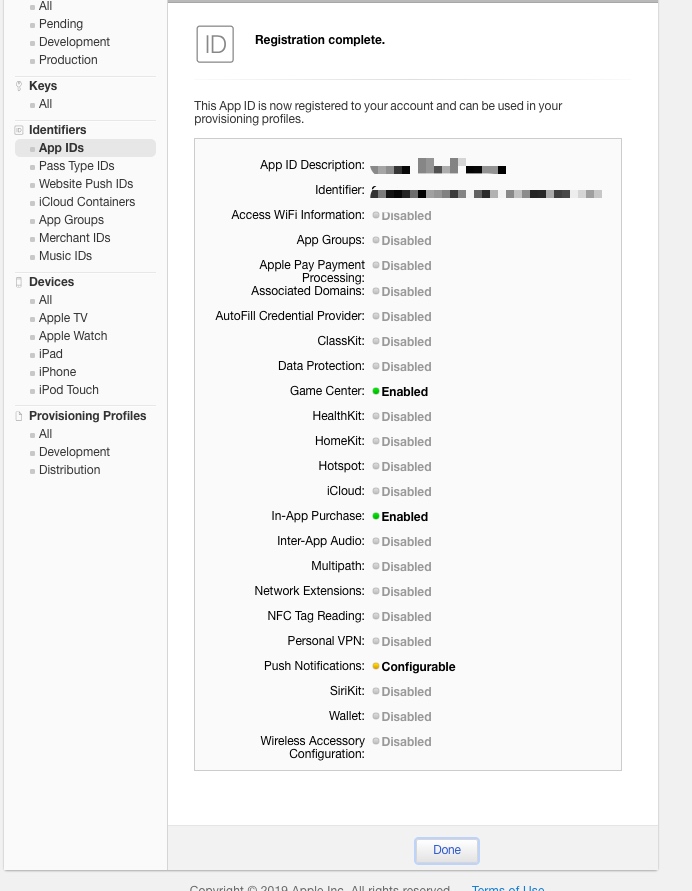 All
Pending
Development
Production
Keys
All
Identifiers
App IDs
Pass Type IDs
Website Push IDs
iCloud Containers
App Groups
Merchant IDs
Music IDs
Devices
All
Apple TV
Apple Watch
iPad
iPhone
iPod Touch
Provisioning Profiles
All
Development
Distribution
ID
Registration complete.
This App ID is now registered to your account and can be used in your
provisioning profiles.
App ID Description:
Identifier:
Access WiFi Information: Disabled
App Groups: Disabled
Apple Pay Payment
Processing: Disabled
Associated Domains: Disabled
AutoFill Credential Provider: Disabled
ClassKit: Disabled
Data Protection: Disabled
Game Center: Enabled
HealthKit: Disabled
HomeKit: Disabled
Hotspot: Disabled
iCloud: Disabled
In-App Purchase: Enabled
Inter-App Audio: Disabled
Multipath: Disabled
Network Extensions: Disabled
NFC Tag Reading: Disabled
Personal VPN: Disabled
Push Notifications: Configurable
SiriKit: Disabled
Wallet: Disabled
Wireless Accessory
Configuration: Disabled
Done
Copyright © 2019 Apple Inc. All rights reserved. Terms of Use